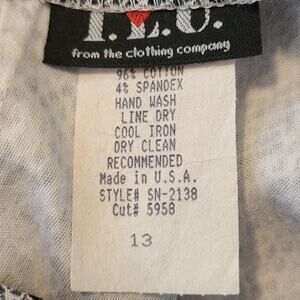 from the clothing company
96% COTTON
4% SPANDEX
HAND WASH
LINE DRY
COOL IRON
DRY CLEAN
RECOMMENDED
Made in U.S.A.
STYLE# SN-2138
Cut# 5958
13